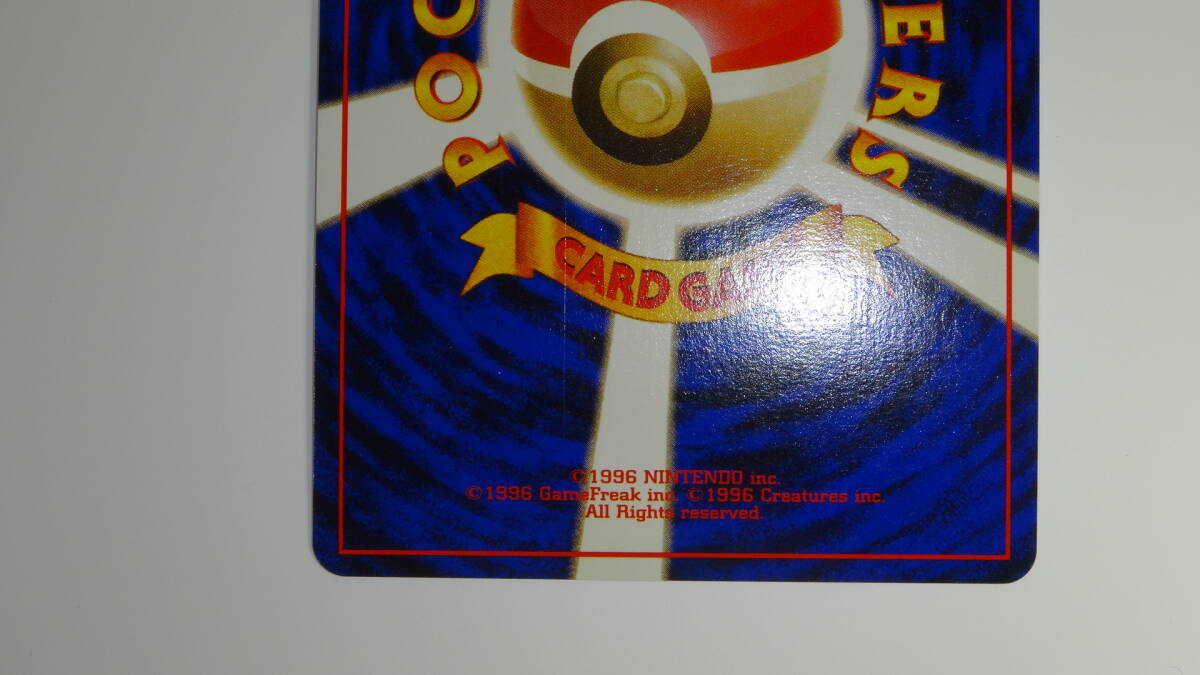 POC
ERS
CARD GA
©1996 NINTENDO inc.
©1996 GameFreak inc. ©1996 Creatures inc.
All Rights reserved.